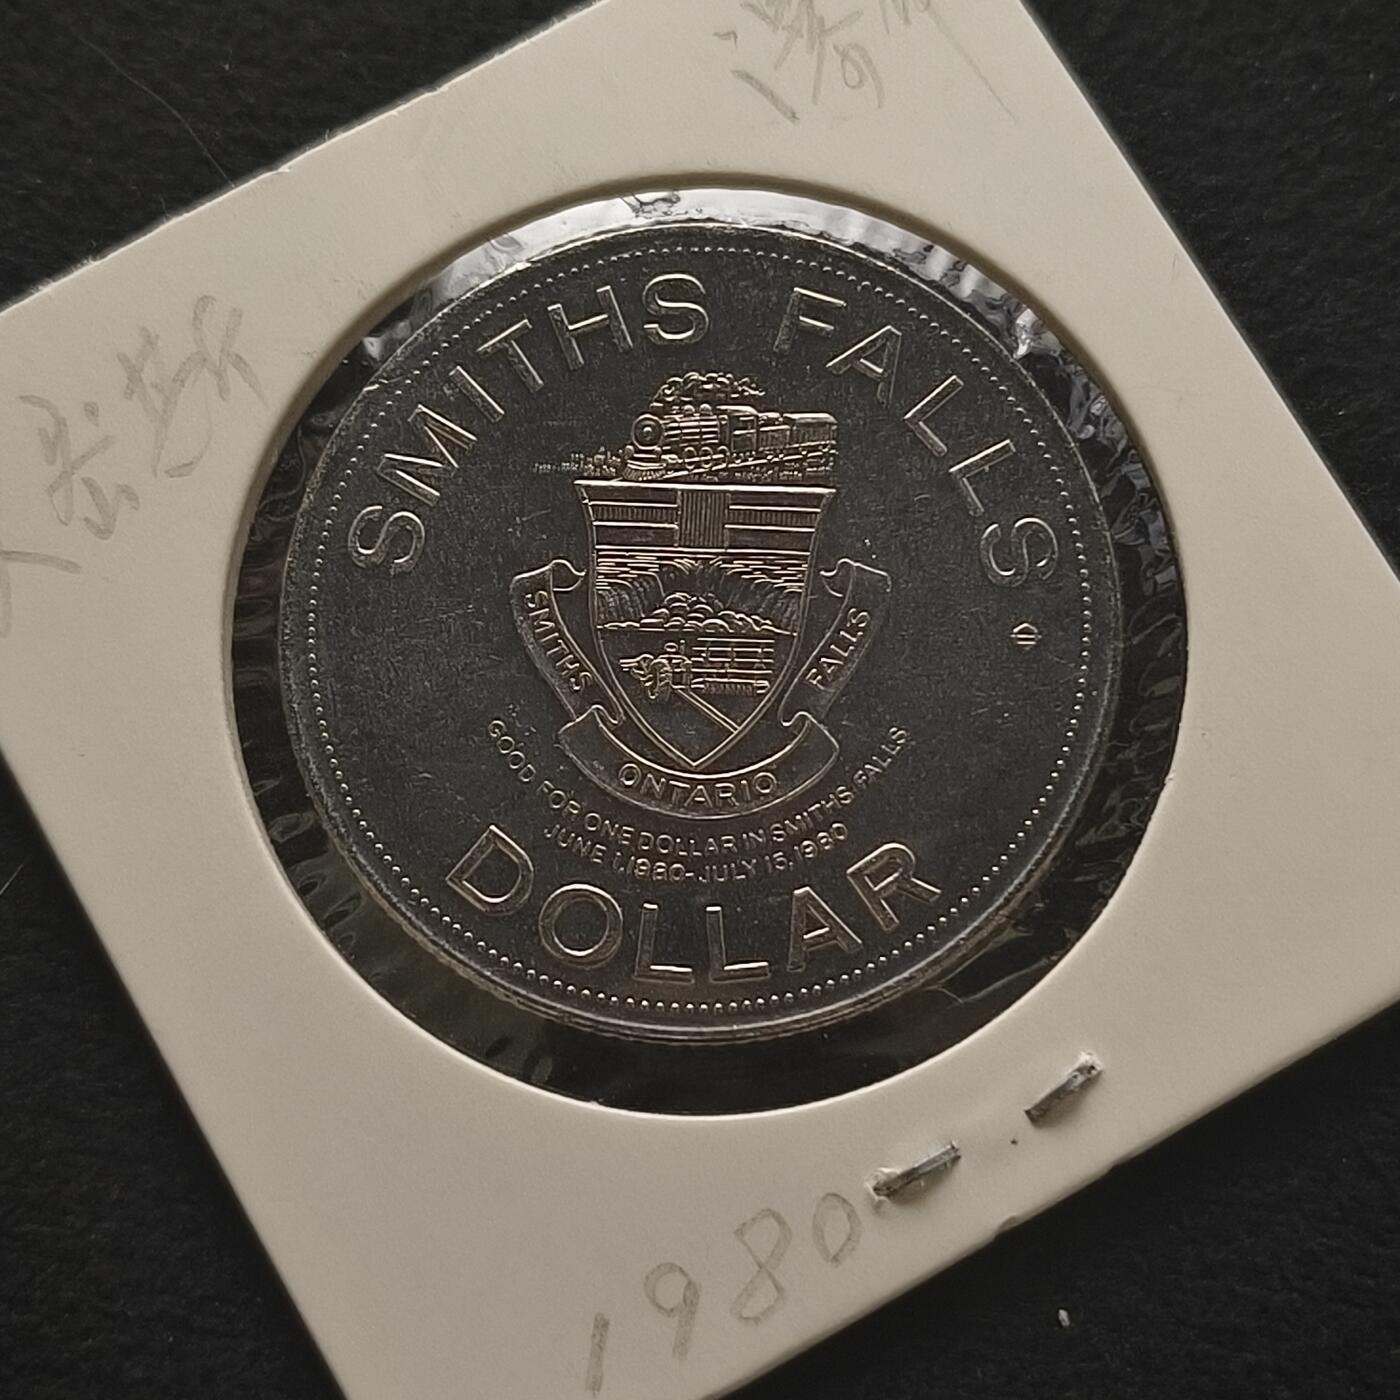 SMITHS FALLS
SMITHS
FALLS
ONTARIO
GOOD FOR ONE DOLLAR IN SMITHS FALLS
JUNE 1, 1980-JULY 15, 1980
DOLLAR
1980